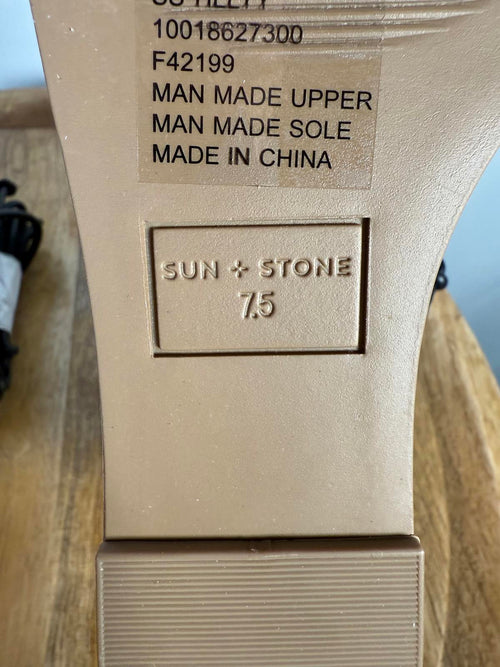 10018627300
F42199
MAN MADE UPPER
MAN MADE SOLE
MADE IN CHINA
SUN + STONE
7.5